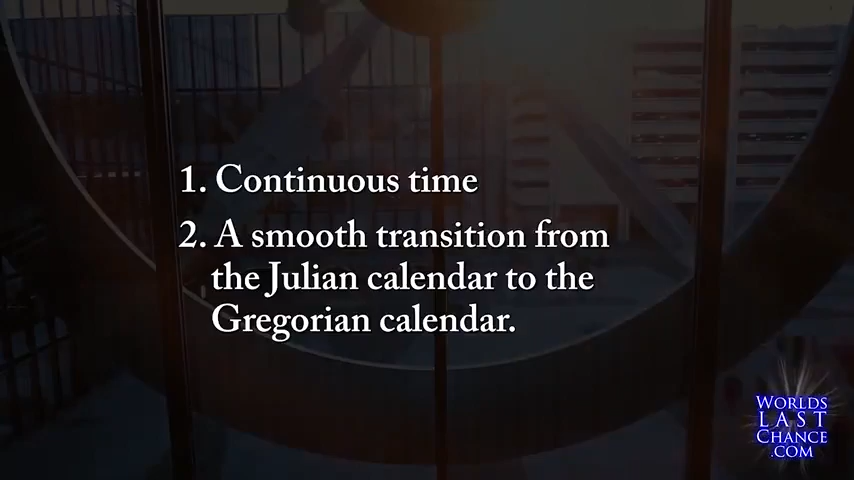 1. Continuous time
2. A smooth transition from
the Julian calendar to the
Gregorian calendar.
WORLDS
LAST
CHANCE
.COM